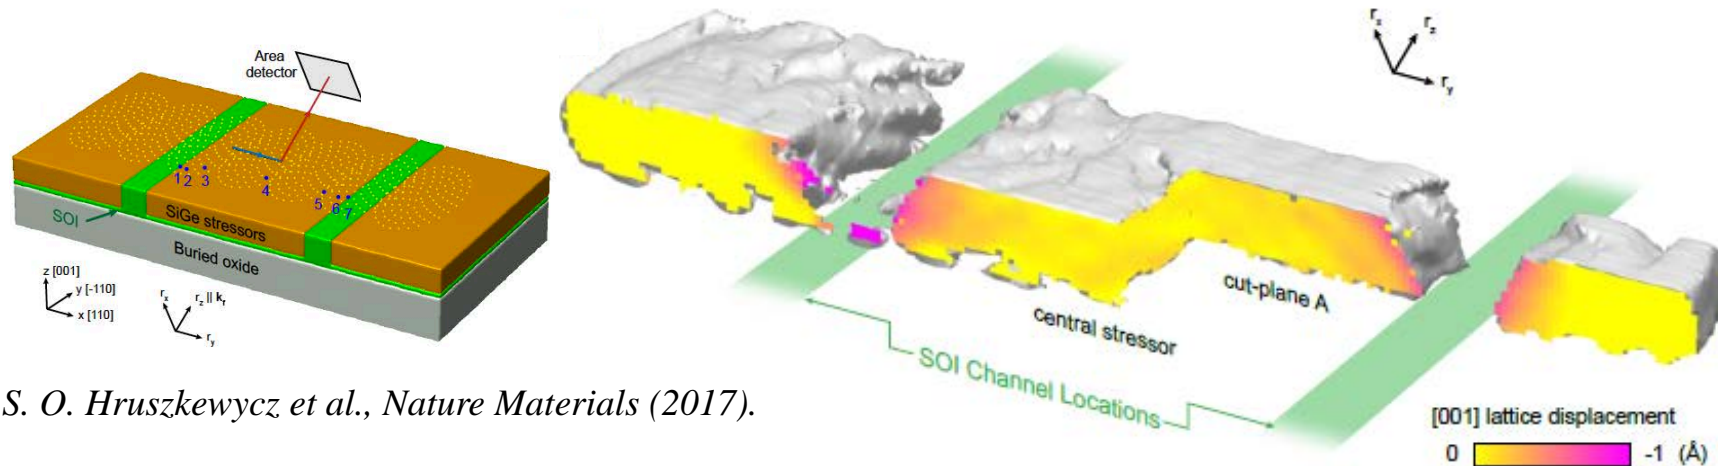 Area
detector
1 2 3 4 5 6 7
SOI
SiGe stressors
Buried oxide
z [001]
y [-110]
x [110]
rx
rz || kf
ry
S. O. Hruszkewycz et al., Nature Materials (2017).
rx
rz
ry
cut-plane A
central stressor
SOI Channel Locations
[001] lattice displacement
0 -1 (Å)